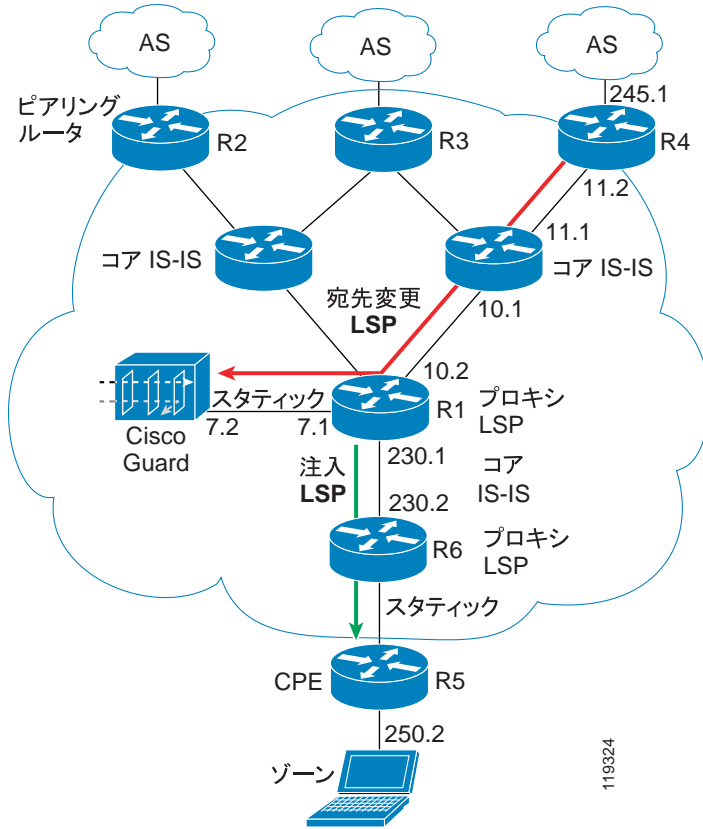 AS
AS
AS
245.1
ピアリング
ルータ
R2
R3
R4
11.2
11.1
コア IS-IS
コア IS-IS
宛先変更
LSP
10.1
10.2
スタティック
R1
プロキシ
LSP
7.2
7.1
Cisco
Guard
注入
LSP
230.1
コア
IS-IS
230.2
R6
プロキシ
LSP
スタティック
CPE
R5
250.2
ゾーン
119324